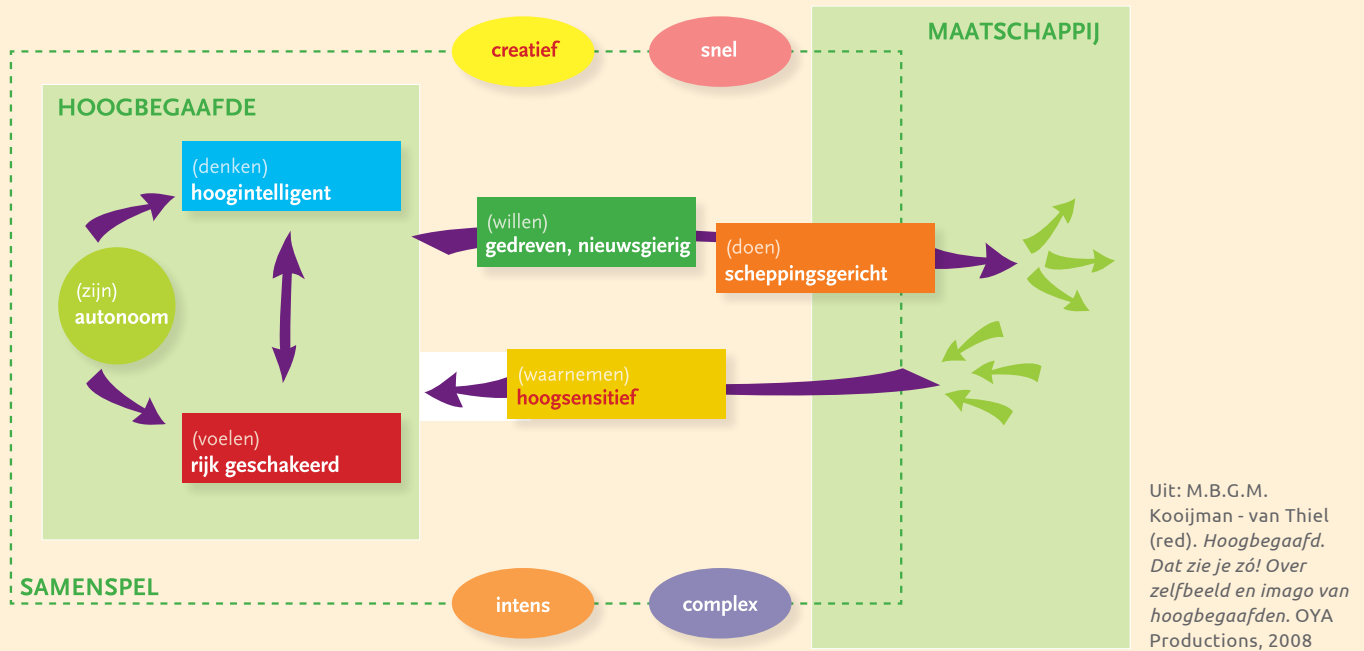 creatief
snel
MAATSCHAPPIJ
HOOGBEGAAFDE
(denken)
hoogintelligent
(willen)
gedreven, nieuwsgierig
(doen)
scheppingsgericht
(zijn)
autonoom
(waarnemen)
hoogsensitief
(voelen)
rijk geschakeerd
SAMENSPEL
intens
complex
Uit: M.B.G.M.
Kooijman - van Thiel
(red). Hoogbegaafd.
Dat zie je zó! Over
zelfbeeld en imago van
hoogbegaafden. OYA
Productions, 2008